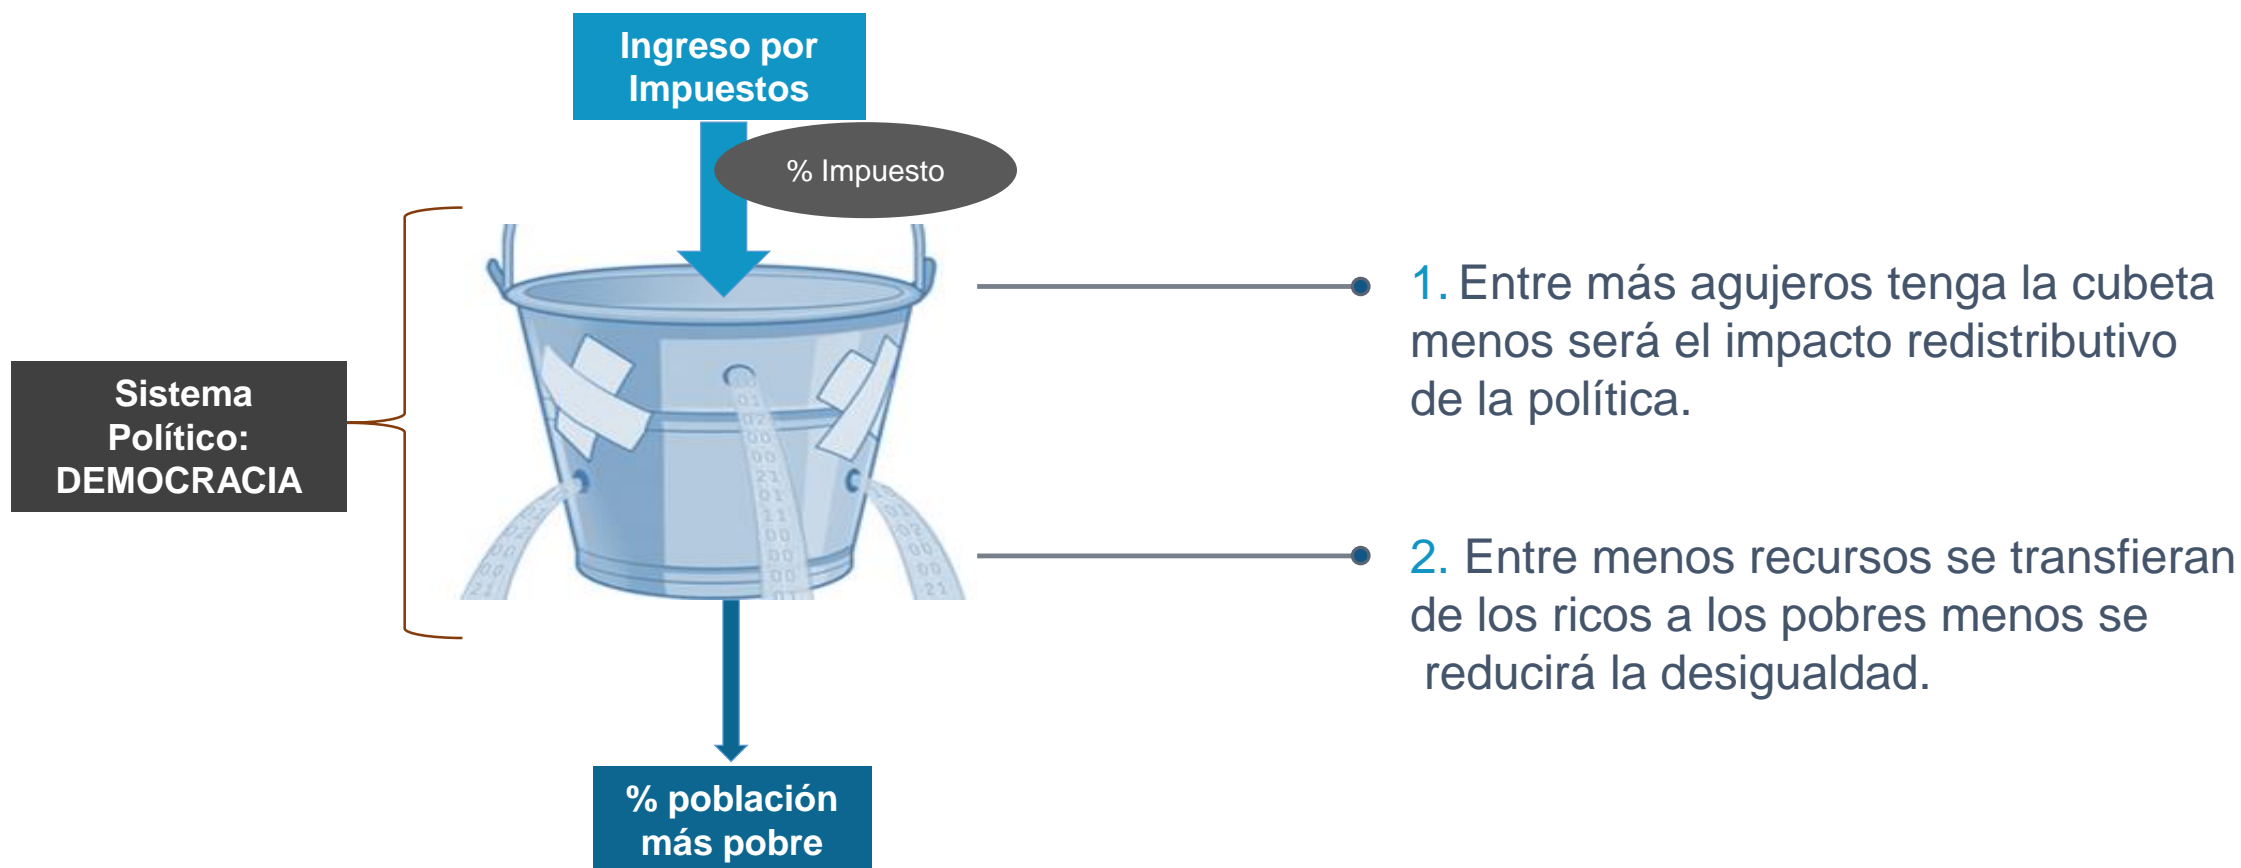 Ingreso por
Impuestos
% Impuesto
Sistema
Político:
DEMOCRACIA
1. Entre más agujeros tenga la cubeta
menos será el impacto redistributivo
de la política.
2. Entre menos recursos se transfieran
de los ricos a los pobres menos se
reducirá la desigualdad.
% población
más pobre